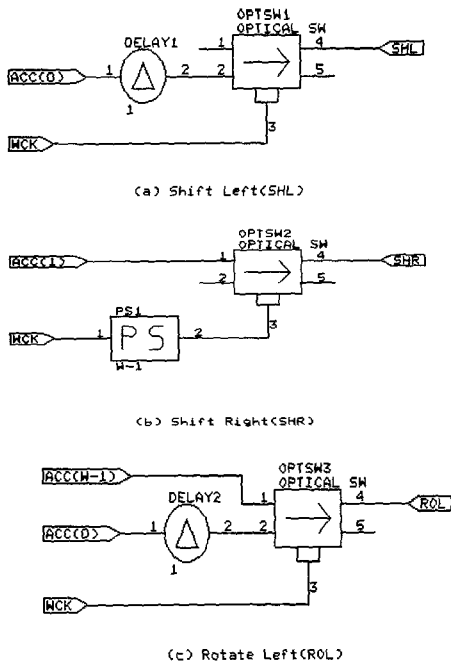 OPTSW1
OPTICAL SW
DELAY1
1 4 SHL
ACC(0) 1 2 2 5
1
3
WCK
(a) Shift Left(SHL)
OPTSW2
OPTICAL SW
ACC(1) 1 4 SHR
2 5
3
PS1
WCK 1 PS 2
W-1
(b) Shift Right(SHR)
ACC(W-1)
OPTSW3
OPTICAL SW
DELAY2
1 4 ROL
ACC(0) 1 2 2 5
1
3
WCK
(c) Rotate Left(ROL)